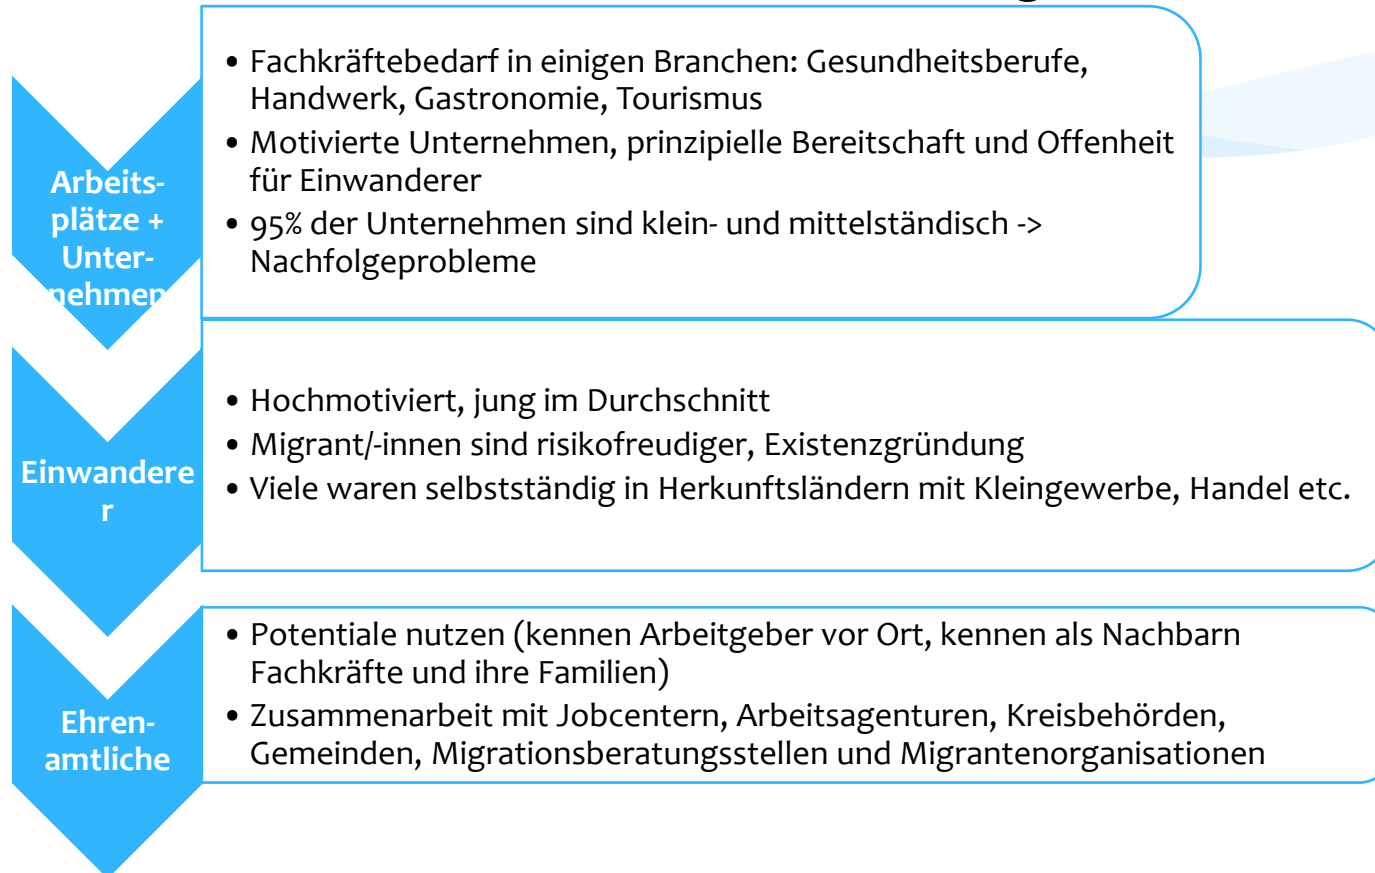 Arbeits-
plätze +
Unter-
nehmen
• Fachkräftebedarf in einigen Branchen: Gesundheitsberufe,
Handwerk, Gastronomie, Tourismus
• Motivierte Unternehmen, prinzipielle Bereitschaft und Offenheit
für Einwanderer
• 95% der Unternehmen sind klein- und mittelständisch ->
Nachfolgeprobleme
Einwandere
r
• Hochmotiviert, jung im Durchschnitt
• Migrant/-innen sind risikofreudiger, Existenzgründung
• Viele waren selbstständig in Herkunftsländern mit Kleingewerbe, Handel etc.
Ehren-
amtliche
• Potentiale nutzen (kennen Arbeitgeber vor Ort, kennen als Nachbarn
Fachkräfte und ihre Familien)
• Zusammenarbeit mit Jobcentern, Arbeitsagenturen, Kreisbehörden,
Gemeinden, Migrationsberatungsstellen und Migrantenorganisationen